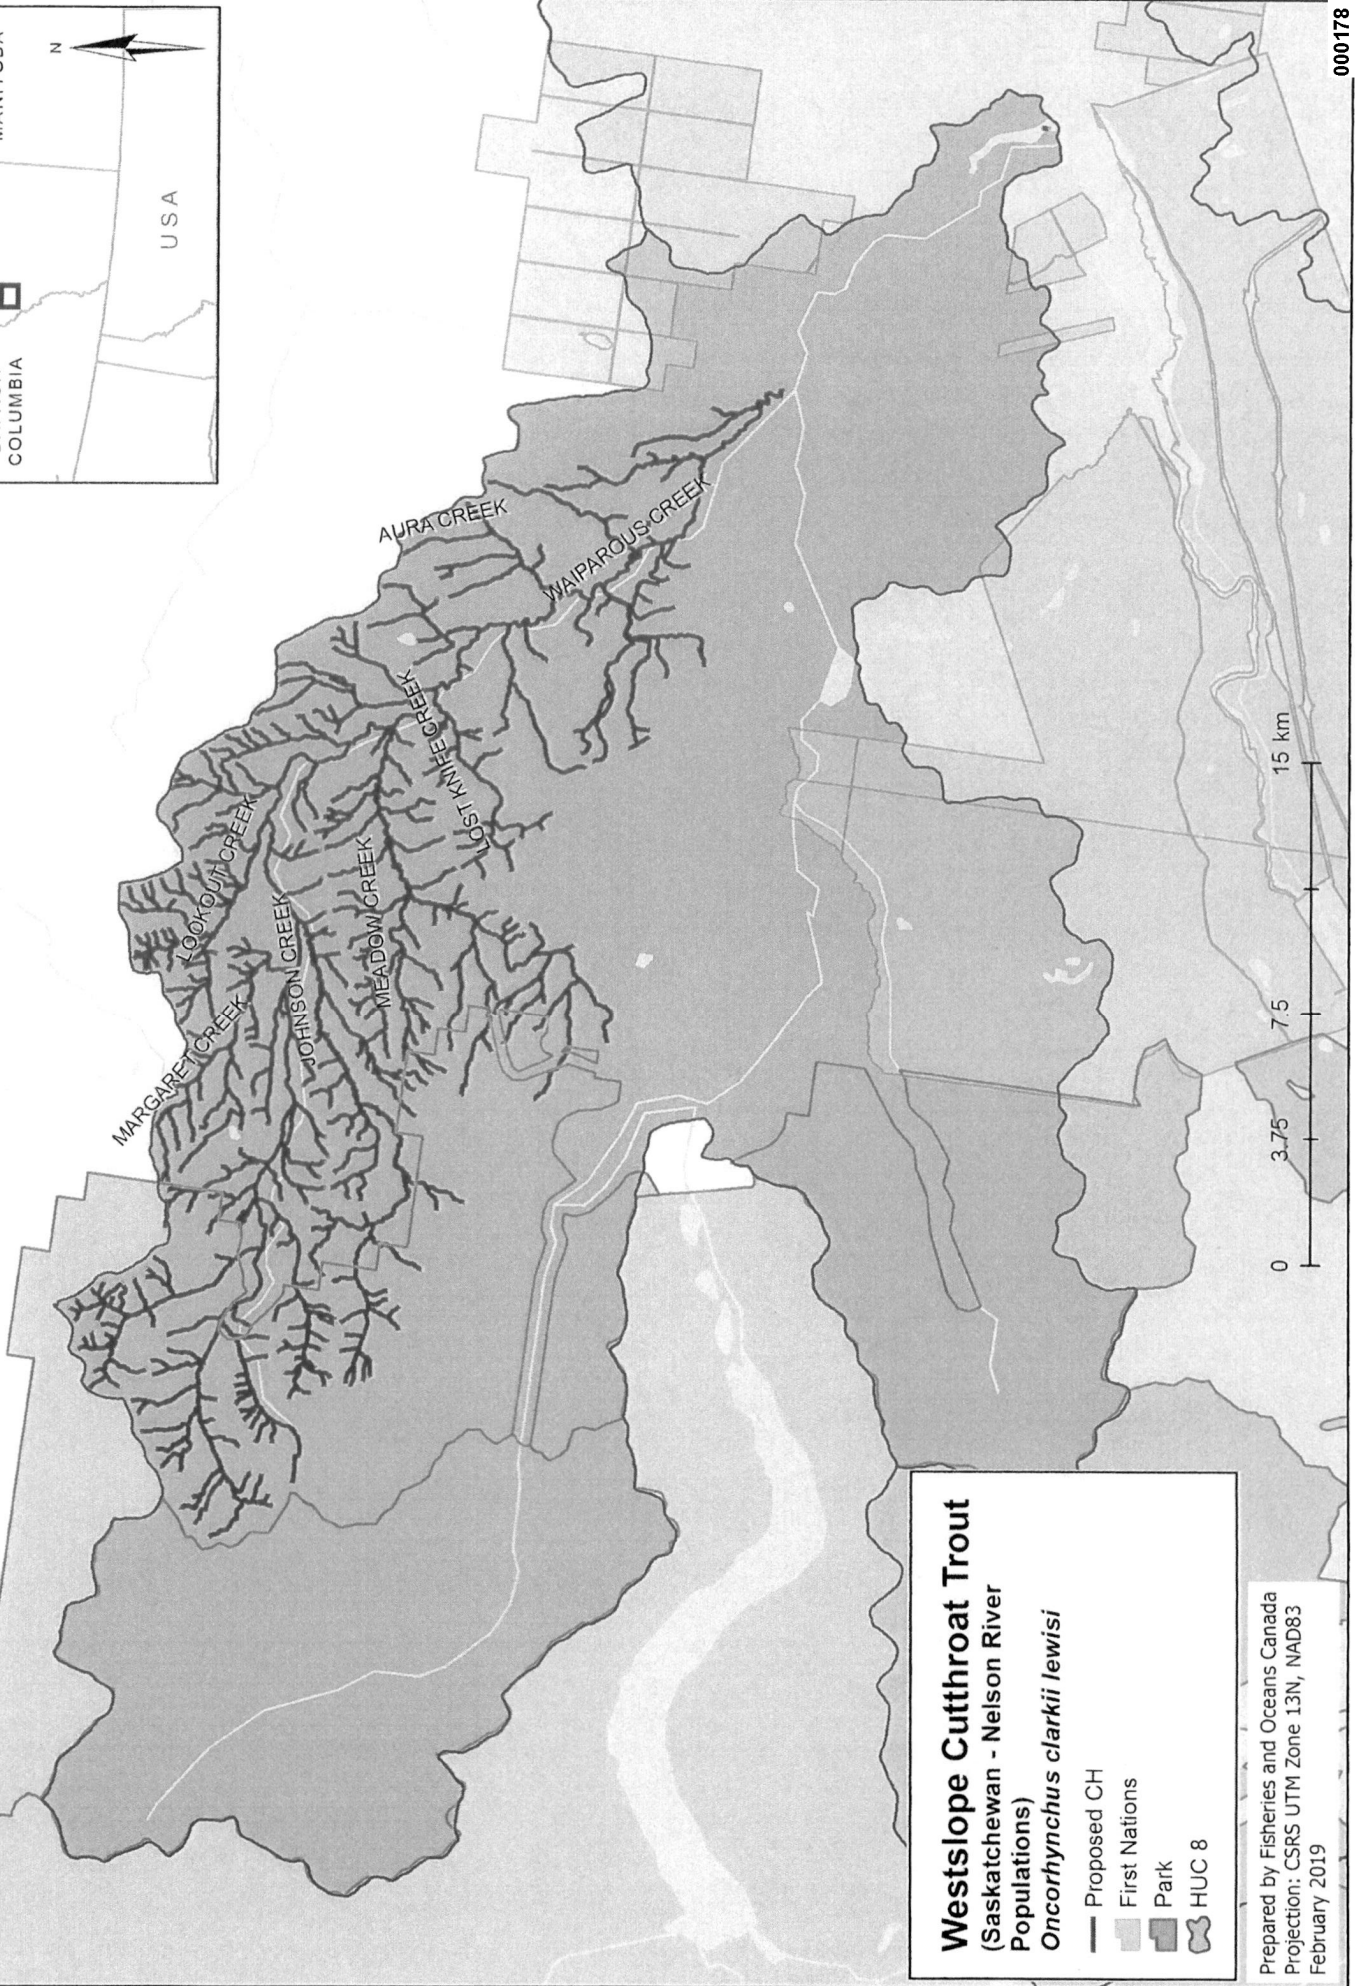 000178
MANITOBA
N
USA
COLUMBIA
AURA CREEK
WAIPAROUS CREEK
LOST KNIFE CREEK
LOOKOUT CREEK
MEADOW CREEK
JOHNSON CREEK
MARGARET CREEK
Westslope Cutthroat Trout
(Saskatchewan - Nelson River
Populations)
Oncorhynchus clarkii lewisi
Proposed CH
First Nations
Park
HUC 8
0 3.75 7.5 15 km
Prepared by Fisheries and Oceans Canada
Projection: CSRS UTM Zone 13N, NAD83
February 2019